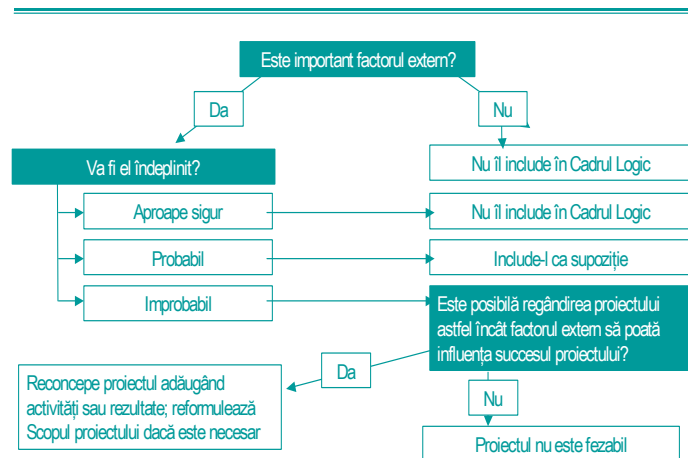 Este important factorul extern?
Da
Nu
Va fi el îndeplinit?
Nu îl include în Cadrul Logic
Aproape sigur
Nu îl include în Cadrul Logic
Probabil
Include-l ca supoziție
Improbabil
Este posibilă regândirea proiectului
astfel încât factorul extern să poată
influența succesul proiectului?
Da
Reconcepe proiectul adăugând
activități sau rezultate; reformulează
Scopul proiectului dacă este necesar
Nu
Proiectul nu este fezabil